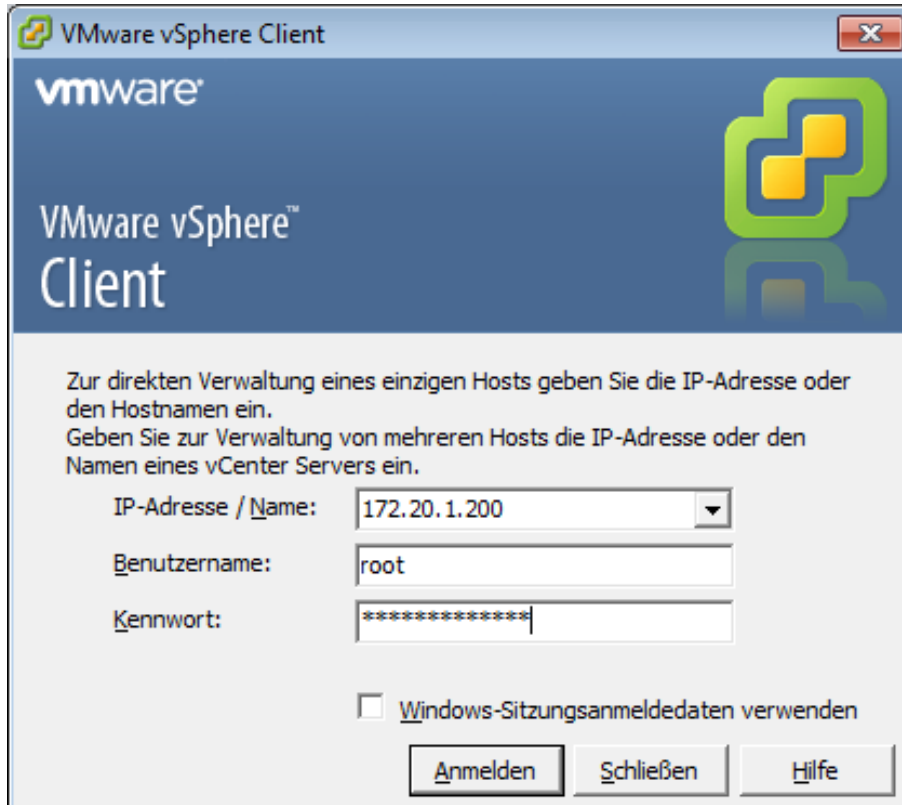 VMware vSphere Client
vmware
VMware vSphere™
Client
Zur direkten Verwaltung eines einzigen Hosts geben Sie die IP-Adresse oder
den Hostnamen ein.
Geben Sie zur Verwaltung von mehreren Hosts die IP-Adresse oder den
Namen eines vCenter Servers ein.
IP-Adresse / Name: 172.20.1.200
Benutzername: root
Kennwort: *************
Windows-Sitzungsanmeldedaten verwenden
Anmelden Schließen Hilfe